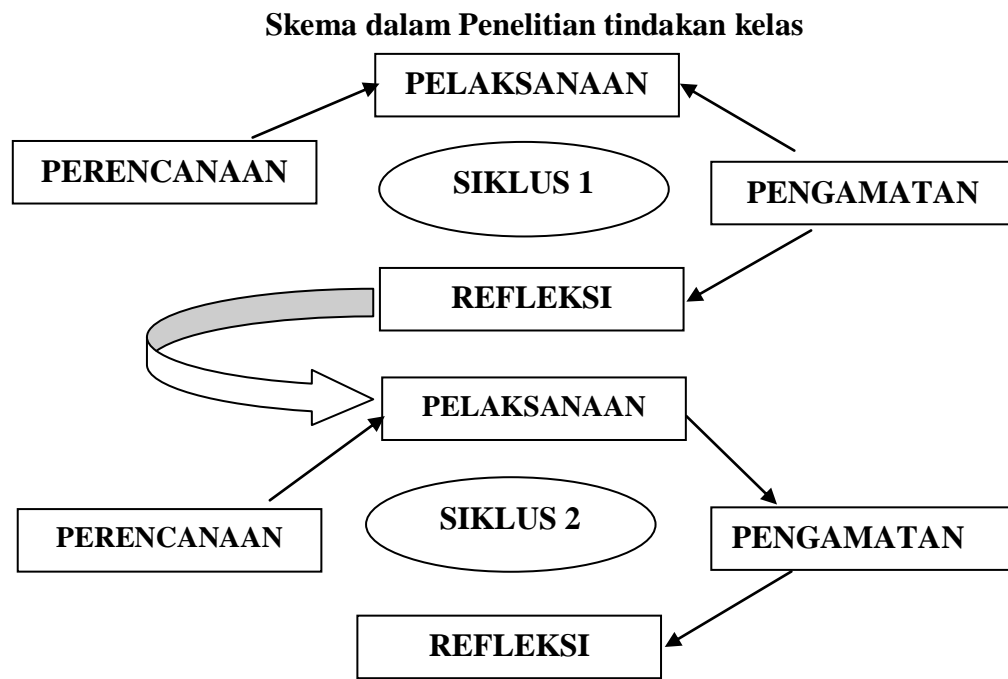 Skema dalam Penelitian tindakan kelas
PELAKSANAAN
PERENCANAAN
SIKLUS 1
PENGAMATAN
REFLEKSI
PELAKSANAAN
PERENCANAAN
SIKLUS 2
PENGAMATAN
REFLEKSI